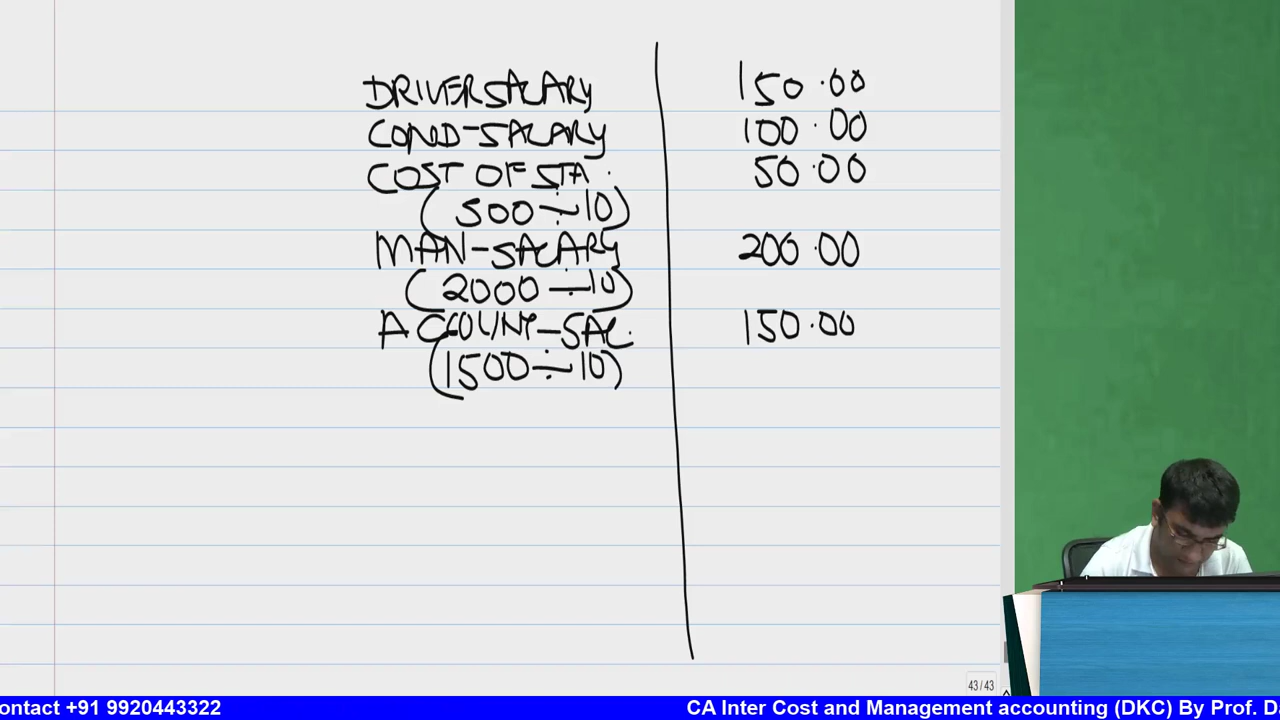 DRIVER SALARY 150.00
COND-SALARY 100.00
COST OF STA. 50.00
(500÷10)
MAN-SALARY 200.00
(2000÷10)
ACCOUNT-SAL. 150.00
(1500÷10)
43/43
ontact +91 9920443322 CA Inter Cost and Management accounting (DKC) By Prof. D